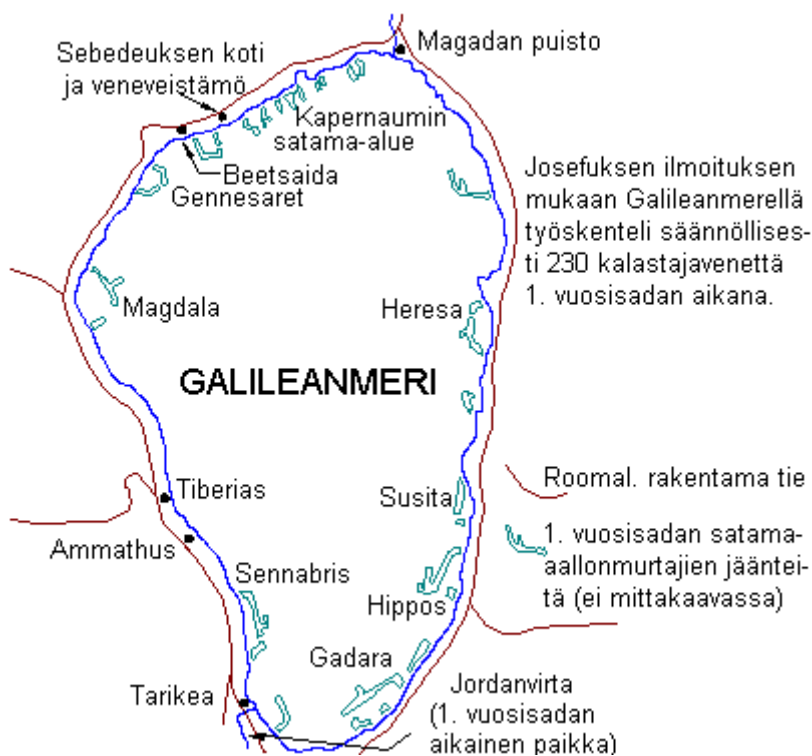 Sebedeuksen koti
ja veneveistämö
Magadan puisto
Kapernaumin
satama-alue
Beetsaida
Gennesaret
Josefuksen ilmoituksen
mukaan Galileanmerellä
työskenteli säännöllises-
ti 230 kalastajavenettä
1. vuosisadan aikana.
Magdala
Heresa
GALILEANMERI
Tiberias
Susita
Roomal. rakentama tie
Ammathus
1. vuosisadan satama-
aallonmurtajien jäänteï-
tä (ei mittakaavassa)
Sennabris
Hippos
Gadara
Tarikea
Jordanvirta
(1. vuosisadan
aikainen paikka)